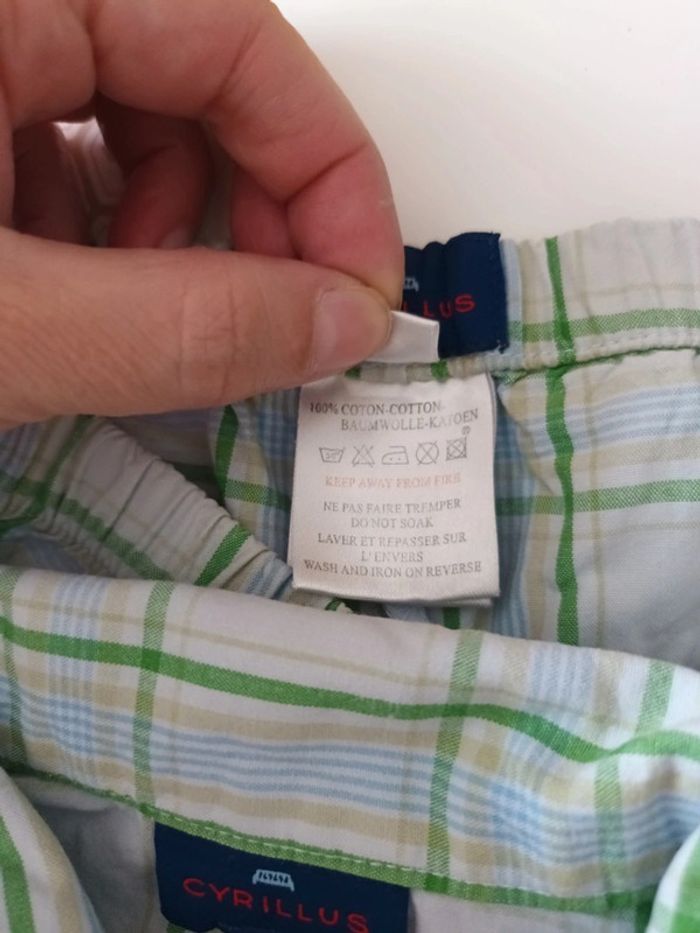 LUS
100% COTON-COTTON-
BAUMWOLLE-KATOEN
KEEP AWAY FROM FIRE
NE PAS FAIRE TREMPER
DO NOT SOAK
LAVER ET REPASSER SUR
L'ENVERS
WASH AND IRON ON REVERSE
CYRILLUS